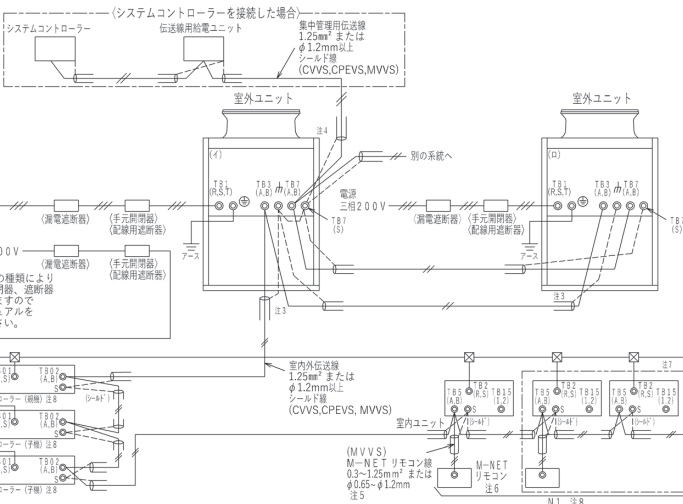 〈システムコントローラーを接続した場合〉
システムコントローラー
伝送線用給電ユニット
集中管理用伝送線
1.25mm² または
φ1.2mm以上
シールド線
(CVVS,CPEVS,MVVS)
室外ユニット
室外ユニット
注4
(イ)
(ロ)
別の系統へ
TB1
(R,S,T)
TB3
(A,B)
TB7
(A,B)
TB1
(R,S,T)
TB3
(A,B)
TB7
(A,B)
電源
三相200V
TB7
(S)
TB7
(S)
〈漏電遮断器〉
〈手元開閉器〉
〈配線用遮断器〉
〈漏電遮断器〉
〈手元開閉器〉
〈配線用遮断器〉
アース
アース
00V
〈漏電遮断器〉
〈手元開閉器〉
〈配線用遮断器〉
の種類により
閉器、遮断器
ますので
ュアルを
さい。
注3
注3
室内外伝送線
1.25mm² または
φ1.2mm以上
シールド線
(CVVS,CPEVS, MVVS)
注7
TB02
(A,B)
S
(シールド)
ローラー (親機) 注8
TB02
(A,B)
S
ローラー (子機) 注8
TB02
(A,B)
S
ローラー (子機) 注8
室内ユニット
TB5
(A,B)
TB2
(R,S)
TB15
(1,2)
S
(シールド)
TB5
(A,B)
TB2
(R,S)
TB15
(1,2)
S
(シールド)
TB5
(A,B)
TB2
(R,S)
TB15
(1,2)
S
(シールド)
(MVVS)
M-NET リモコン線
0.3~1.25mm² または
φ0.65~φ1.2mm
注5
M-NET
リモコン
注6
N1 注8